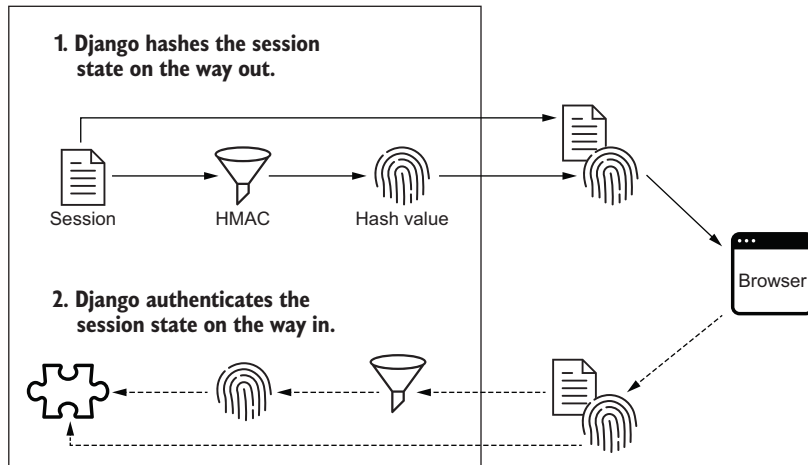 1. Django hashes the session
state on the way out.
Session
HMAC
Hash value
Browser
2. Django authenticates the
session state on the way in.